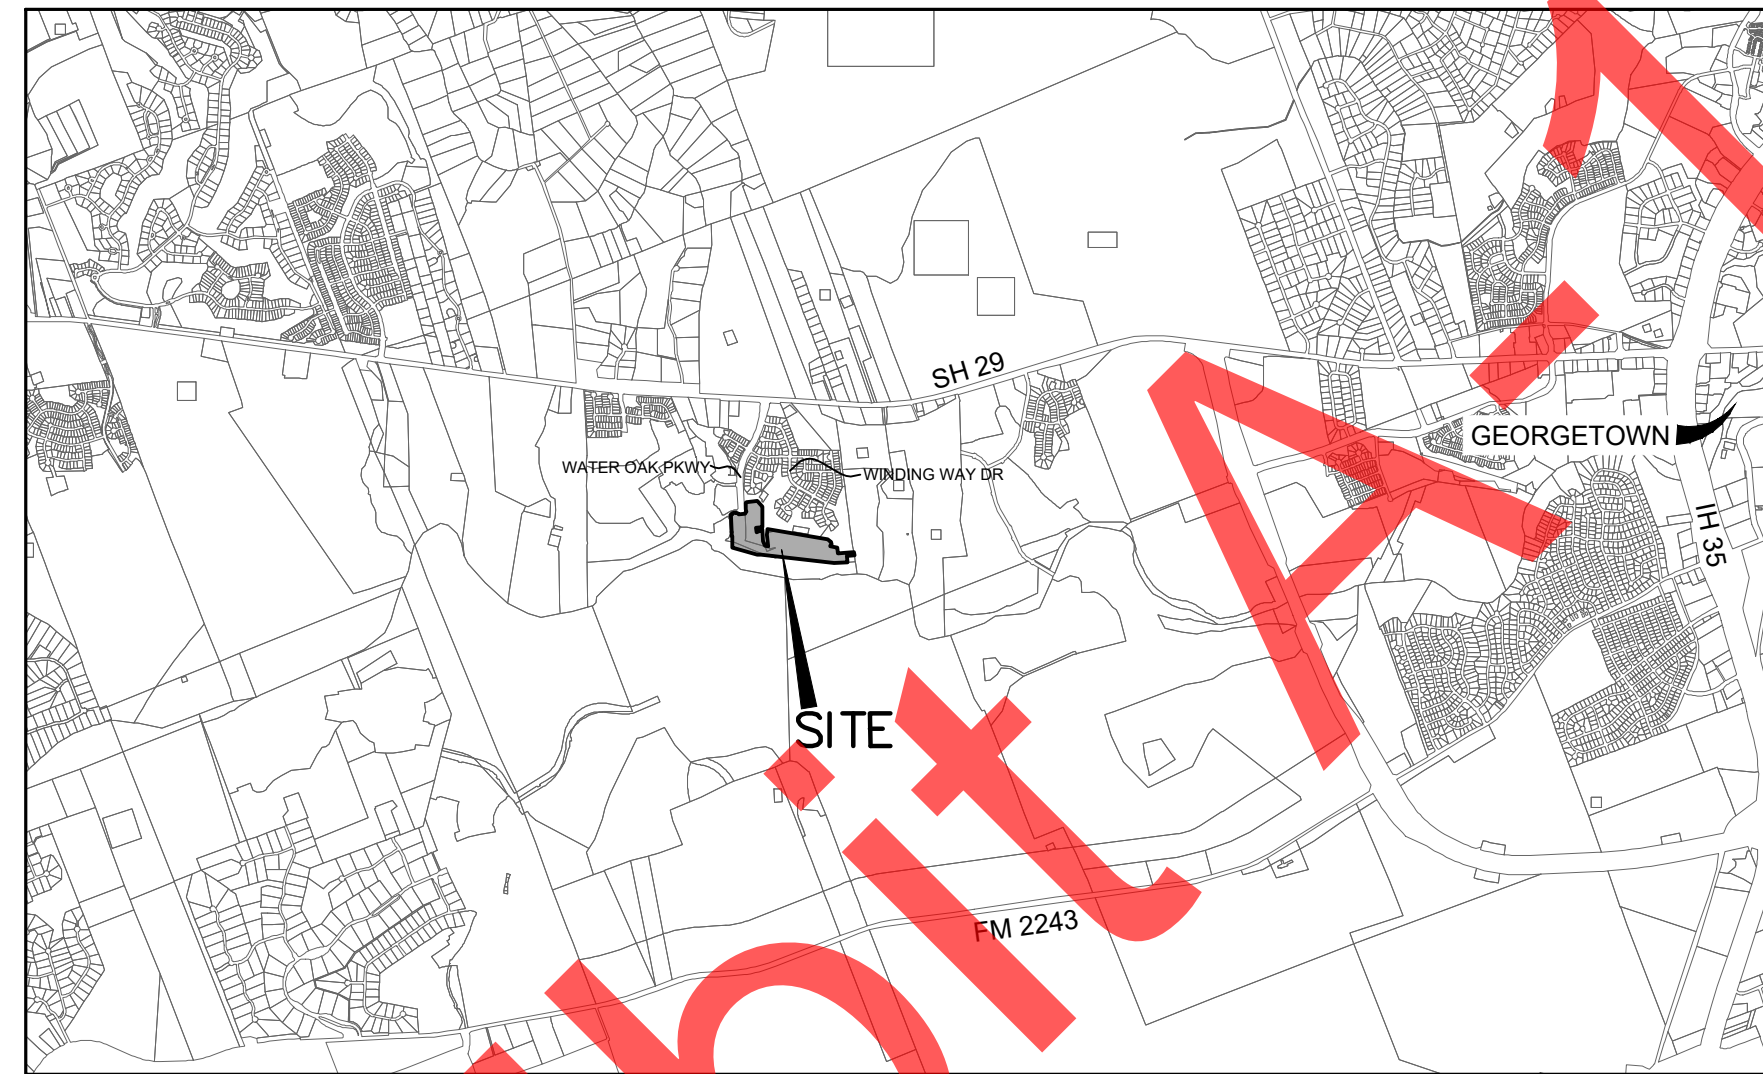 SH 29
GEORGETOWN
WATER OAK PKWY
WINDING WAY DR
IH 35
SITE
FM 2243